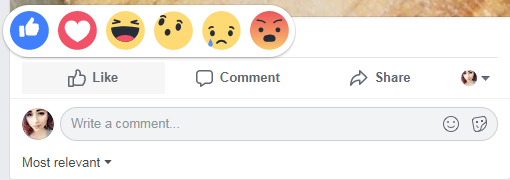 Like Comment Share
Write a comment...
Most relevant